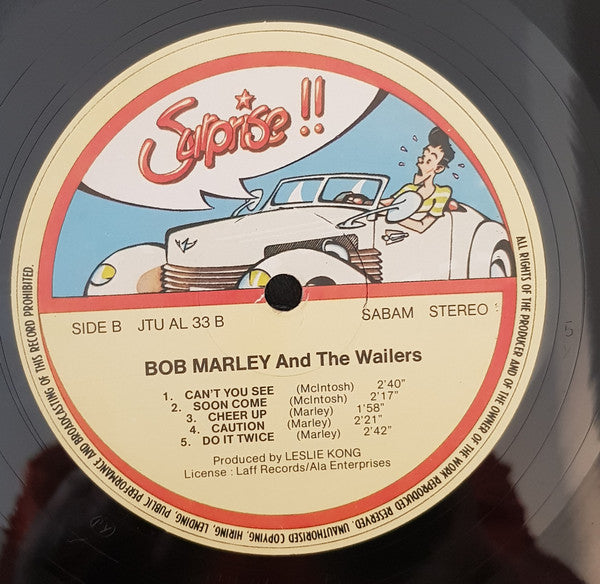 Surprise !!
SIDE B JTU AL 33 B
SABAM STEREO
BOB MARLEY And The Wailers
1. CAN'T YOU SEE (McIntosh) 2'40"
2. SOON COME (McIntosh) 2'17"
3. CHEER UP (Marley) 1'58"
4. CAUTION (Marley) 2'21"
5. DO IT TWICE (Marley) 2'42"
Produced by LESLIE KONG
License : Laff Records/Ala Enterprises
ALL RIGHTS OF THE PRODUCER AND OF THE OWNER OF THE WORK REPRODUCED RESERVED. UNAUTHORISED COPYING, HIRING, LENDING, PUBLIC PERFORMANCE AND BROADCASTING OF THIS RECORD PROHIBITED.